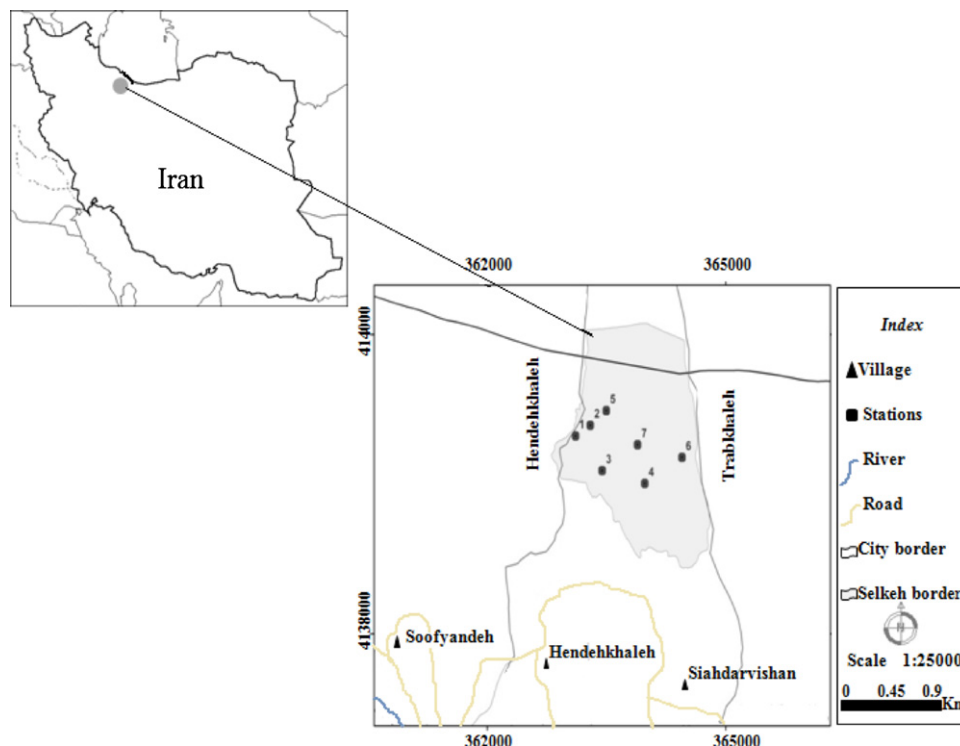 Iran
362000
365000
414000
4138000
Hendehkhaleh
Trabkhaleh
5
2
1
7
6
3
4
Soofyandeh
Hendehkhaleh
Siahdarvishan
362000
365000
Index
Village
Stations
River
Road
City border
Selkeh border
N
Scale 1:25000
0 0.45 0.9
Km